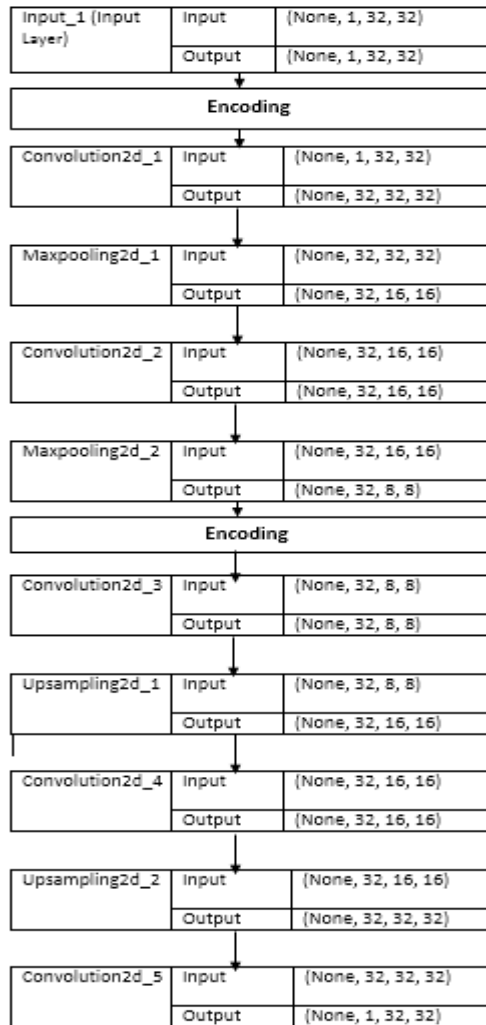 Input_1 (Input Layer) Input (None, 1, 32, 32)
Output (None, 1, 32, 32)
Encoding
Convolution2d_1 Input (None, 1, 32, 32)
Output (None, 32, 32, 32)
Maxpooling2d_1 Input (None, 32, 32, 32)
Output (None, 32, 16, 16)
Convolution2d_2 Input (None, 32, 16, 16)
Output (None, 32, 16, 16)
Maxpooling2d_2 Input (None, 32, 16, 16)
Output (None, 32, 8, 8)
Encoding
Convolution2d_3 Input (None, 32, 8, 8)
Output (None, 32, 8, 8)
Upsampling2d_1 Input (None, 32, 8, 8)
Output (None, 32, 16, 16)
Convolution2d_4 Input (None, 32, 16, 16)
Output (None, 32, 16, 16)
Upsampling2d_2 Input (None, 32, 16, 16)
Output (None, 32, 32, 32)
Convolution2d_5 Input (None, 32, 32, 32)
Output (None, 1, 32, 32)